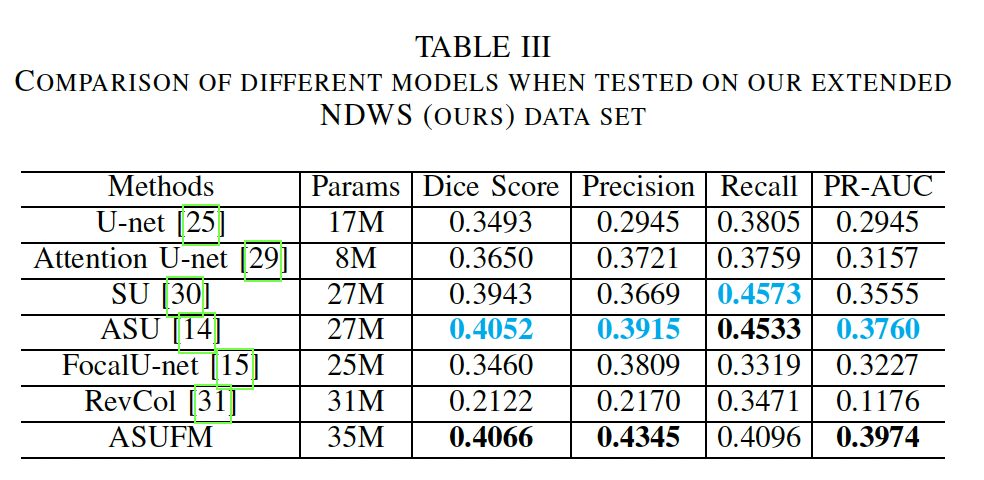 TABLE III
COMPARISON OF DIFFERENT MODELS WHEN TESTED ON OUR EXTENDED
NDWS (OURS) DATA SET
Methods Params Dice Score Precision Recall PR-AUC
U-net [25] 17M 0.3493 0.2945 0.3805 0.2945
Attention U-net [29] 8M 0.3650 0.3721 0.3759 0.3157
SU [30] 27M 0.3943 0.3669 0.4573 0.3555
ASU [14] 27M 0.4052 0.3915 0.4533 0.3760
FocalU-net [15] 25M 0.3460 0.3809 0.3319 0.3227
RevCol [31] 31M 0.2122 0.2170 0.3471 0.1176
ASUFM 35M 0.4066 0.4345 0.4096 0.3974